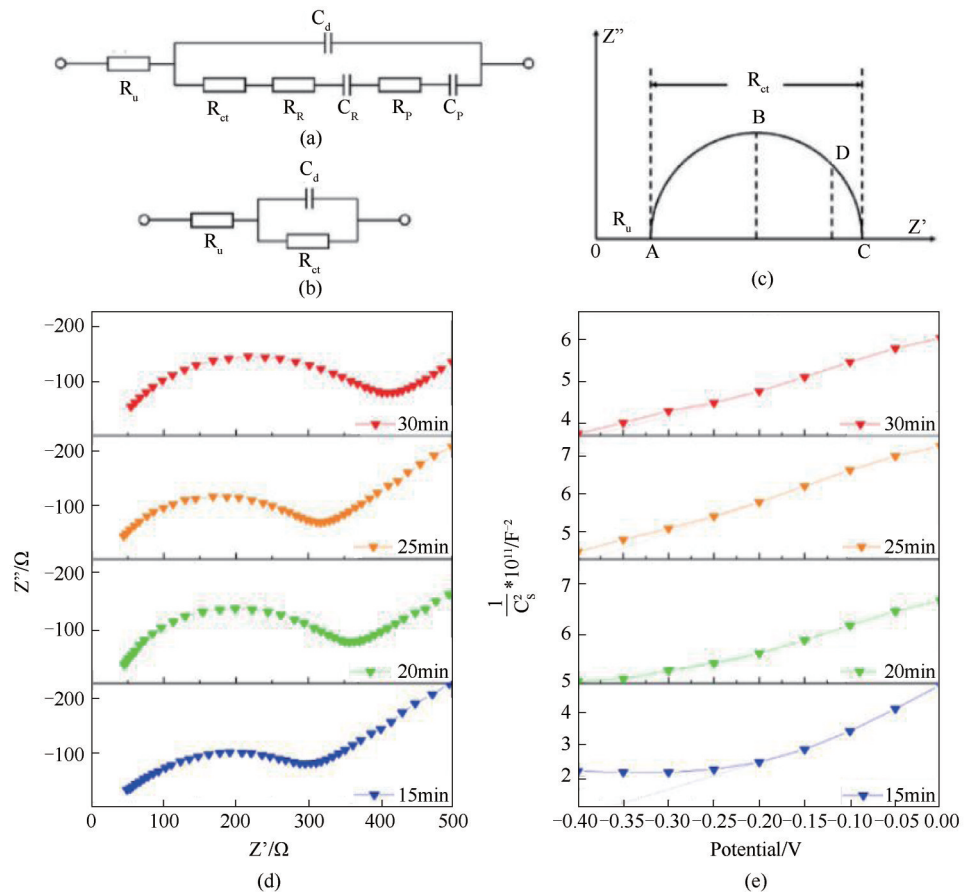 C_d
R_u
R_ct
R_R
C_R
R_P
C_P
(a)
C_d
R_u
R_ct
(b)
Z''
R_ct
B
D
R_u
Z'
0
A
C
(c)
Z''/Ω
−200
−100
30min
−200
−100
25min
−200
−100
20min
−200
−100
15min
0
100
200
300
400
500
Z'/Ω
(d)
1/C_s^2 *10^11/F^−2
6
5
4
30min
7
6
5
25min
7
6
5
20min
4
3
2
15min
−0.40
−0.35
−0.30
−0.25
−0.20
−0.15
−0.10
−0.05
0.00
Potential/V
(e)